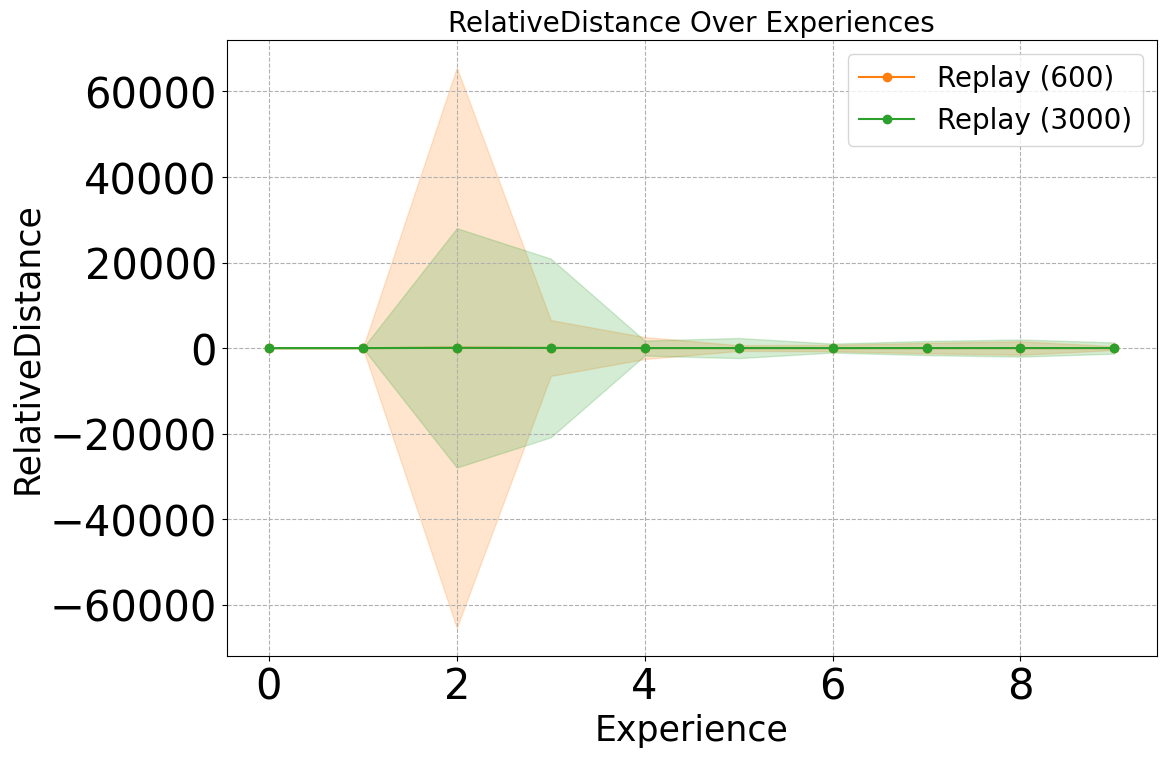 RelativeDistance Over Experiences
Replay (600)
Replay (3000)
RelativeDistance
60000
40000
20000
0
−20000
−40000
−60000
0 2 4 6 8
Experience